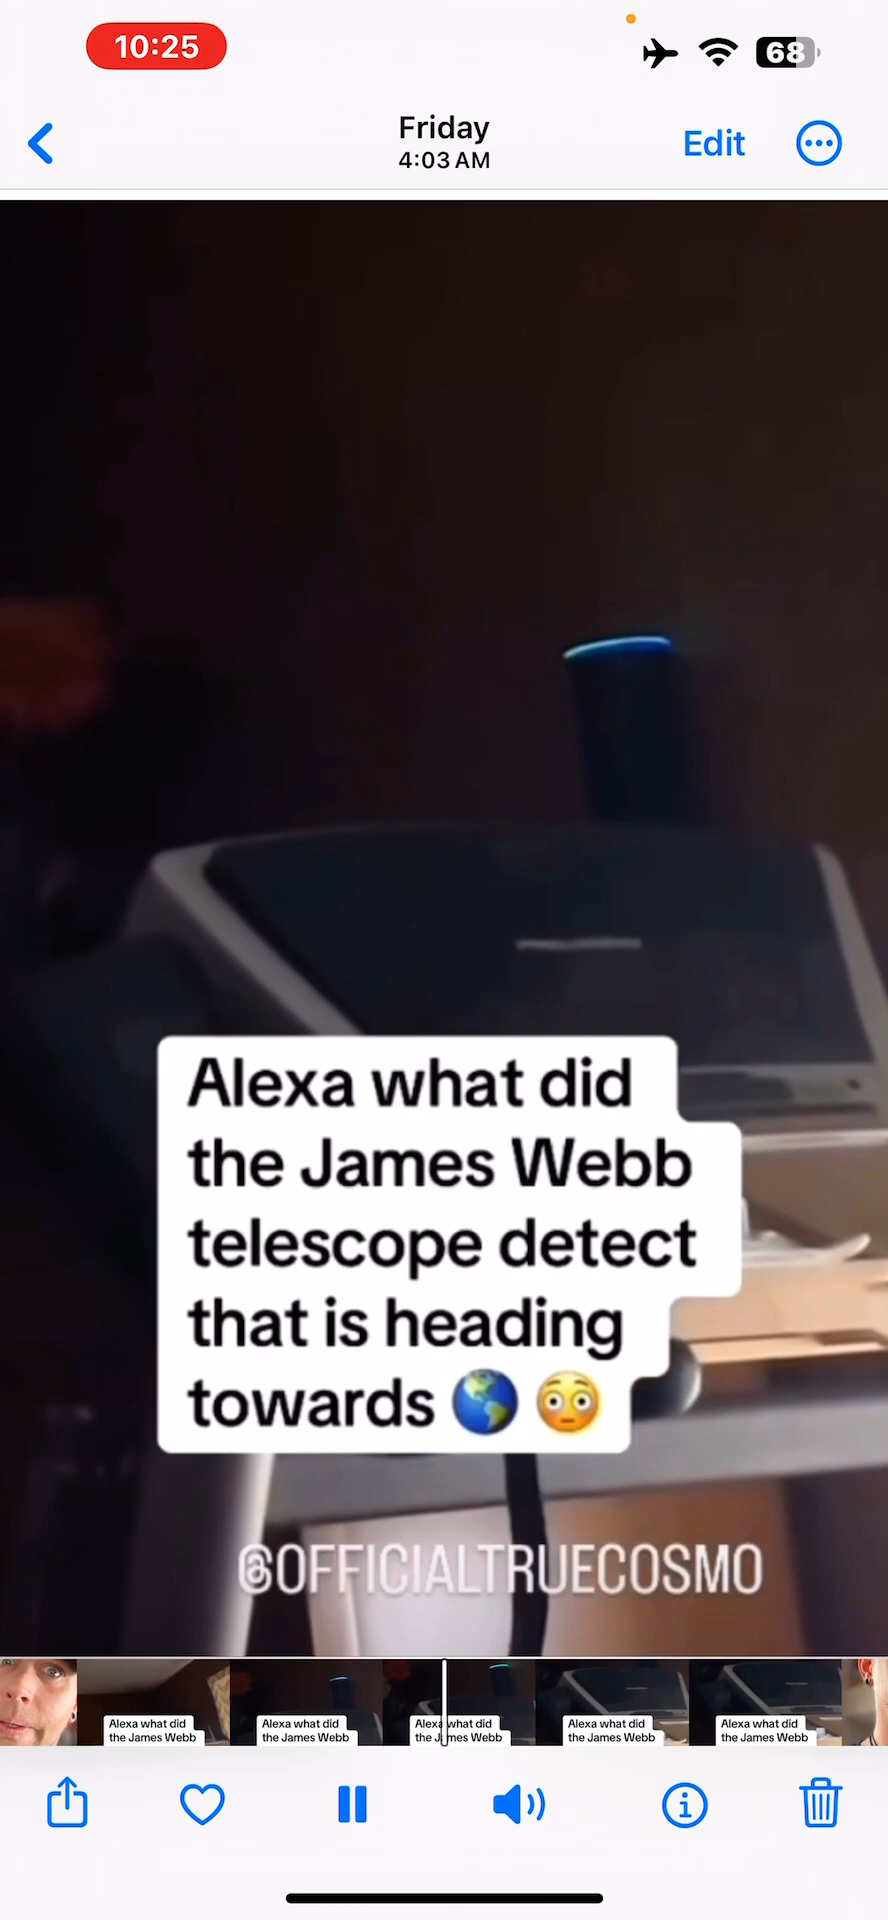 10:25
68
Friday
4:03 AM
Edit
Alexa what did
the James Webb
telescope detect
that is heading
towards 🌎 😳
@OFFICIALTRUECOSMO
Alexa what did
the James Webb
Alexa what did
the James Webb
Alexa what did
the James Webb
Alexa what did
the James Webb
Alexa what did
the James Webb